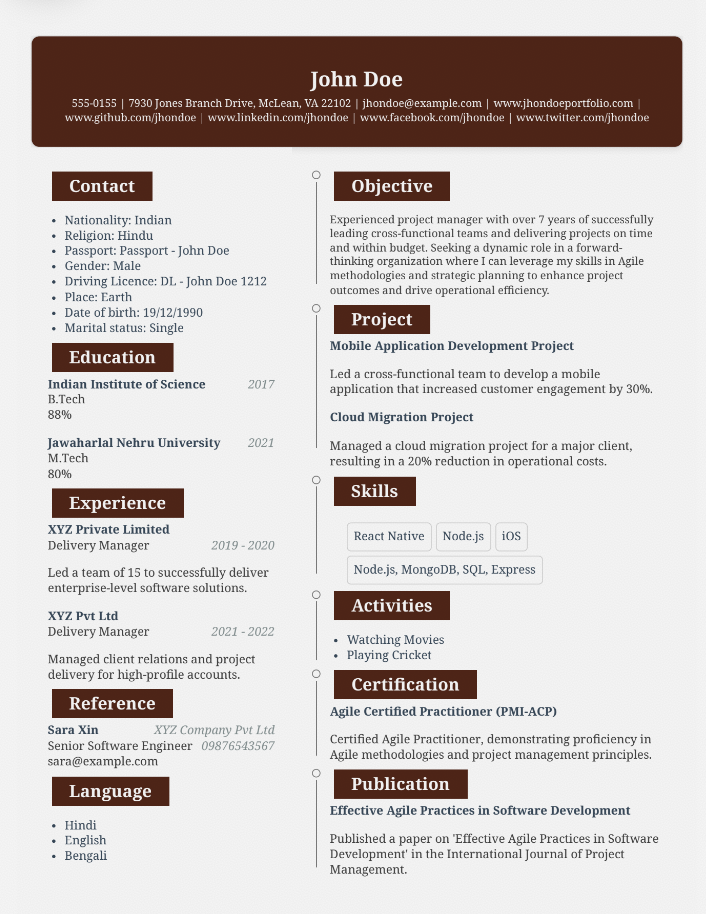 John Doe
555-0155 | 7930 Jones Branch Drive, McLean, VA 22102 | jhondoe@example.com | www.jhondoeportfolio.com |
www.github.com/jhondoe | www.linkedin.com/jhondoe | www.facebook.com/jhondoe | www.twitter.com/jhondoe
Contact
• Nationality: Indian
• Religion: Hindu
• Passport: Passport - John Doe
• Gender: Male
• Driving Licence: DL - John Doe 1212
• Place: Earth
• Date of birth: 19/12/1990
• Marital status: Single
Education
Indian Institute of Science 2017
B.Tech
88%
Jawaharlal Nehru University 2021
M.Tech
80%
Experience
XYZ Private Limited
Delivery Manager 2019 - 2020
Led a team of 15 to successfully deliver
enterprise-level software solutions.
XYZ Pvt Ltd
Delivery Manager 2021 - 2022
Managed client relations and project
delivery for high-profile accounts.
Reference
Sara Xin XYZ Company Pvt Ltd
Senior Software Engineer 09876543567
sara@example.com
Language
• Hindi
• English
• Bengali
Objective
Experienced project manager with over 7 years of successfully
leading cross-functional teams and delivering projects on time
and within budget. Seeking a dynamic role in a forward-
thinking organization where I can leverage my skills in Agile
methodologies and strategic planning to enhance project
outcomes and drive operational efficiency.
Project
Mobile Application Development Project
Led a cross-functional team to develop a mobile
application that increased customer engagement by 30%.
Cloud Migration Project
Managed a cloud migration project for a major client,
resulting in a 20% reduction in operational costs.
Skills
React Native Node.js iOS
Node.js, MongoDB, SQL, Express
Activities
• Watching Movies
• Playing Cricket
Certification
Agile Certified Practitioner (PMI-ACP)
Certified Agile Practitioner, demonstrating proficiency in
Agile methodologies and project management principles.
Publication
Effective Agile Practices in Software Development
Published a paper on 'Effective Agile Practices in Software
Development' in the International Journal of Project
Management.